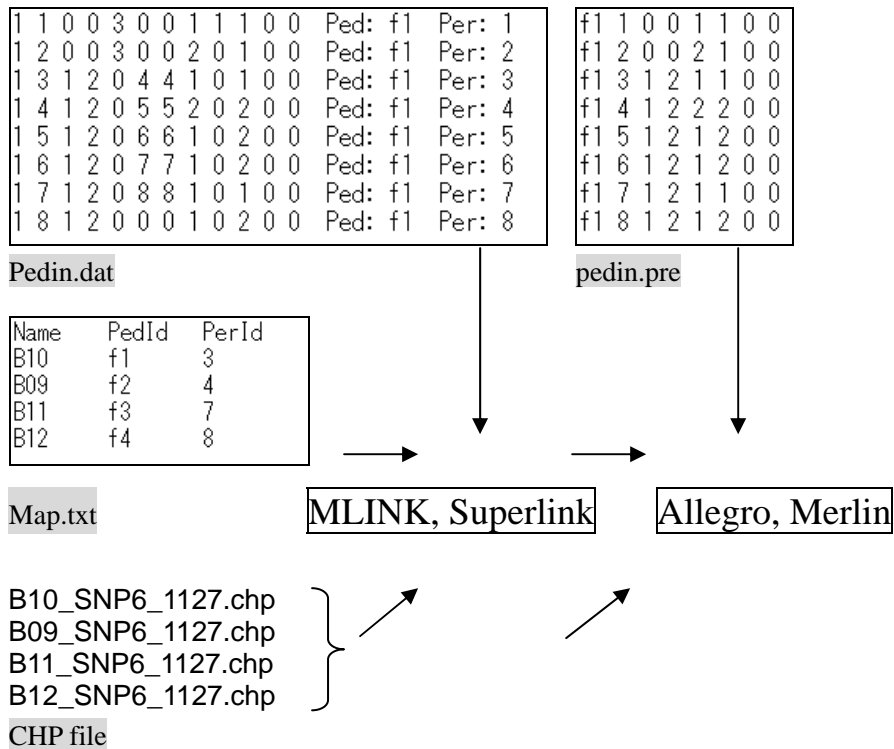 1 1 0 0 3 0 0 1 1 1 0 0 Ped: f1 Per: 1
1 2 0 0 3 0 0 2 0 1 0 0 Ped: f1 Per: 2
1 3 1 2 0 4 4 1 0 1 0 0 Ped: f1 Per: 3
1 4 1 2 0 5 5 2 0 2 0 0 Ped: f1 Per: 4
1 5 1 2 0 6 6 1 0 2 0 0 Ped: f1 Per: 5
1 6 1 2 0 7 7 1 0 2 0 0 Ped: f1 Per: 6
1 7 1 2 0 8 8 1 0 1 0 0 Ped: f1 Per: 7
1 8 1 2 0 0 0 1 0 2 0 0 Ped: f1 Per: 8
Pedin.dat
f1 1 0 0 1 1 0 0
f1 2 0 0 2 1 0 0
f1 3 1 2 1 1 0 0
f1 4 1 2 2 2 0 0
f1 5 1 2 1 2 0 0
f1 6 1 2 1 2 0 0
f1 7 1 2 1 1 0 0
f1 8 1 2 1 2 0 0
pedin.pre
Name PedId PerId
B10 f1 3
B09 f2 4
B11 f3 7
B12 f4 8
Map.txt
MLINK, Superlink
Allegro, Merlin
B10_SNP6_1127.chp
B09_SNP6_1127.chp
B11_SNP6_1127.chp
B12_SNP6_1127.chp
CHP file